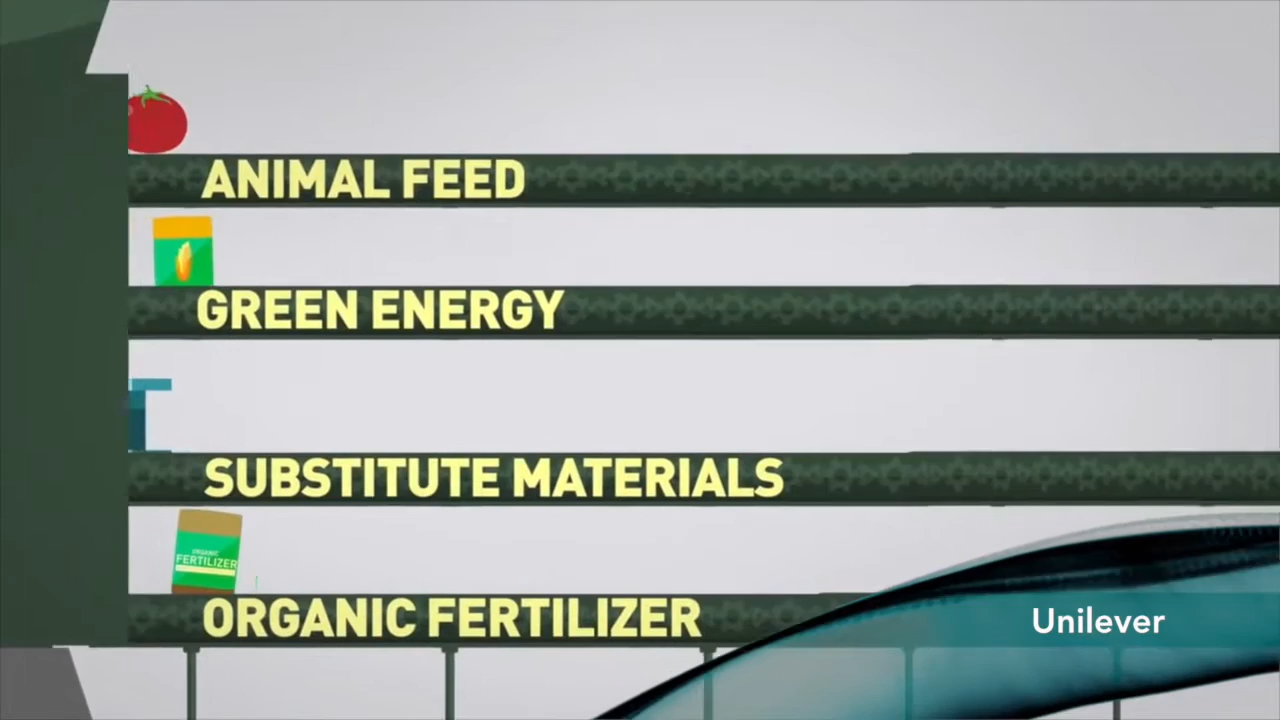 ANIMAL FEED
GREEN ENERGY
SUBSTITUTE MATERIALS
ORGANIC
FERTILIZER
ORGANIC FERTILIZER
Unilever